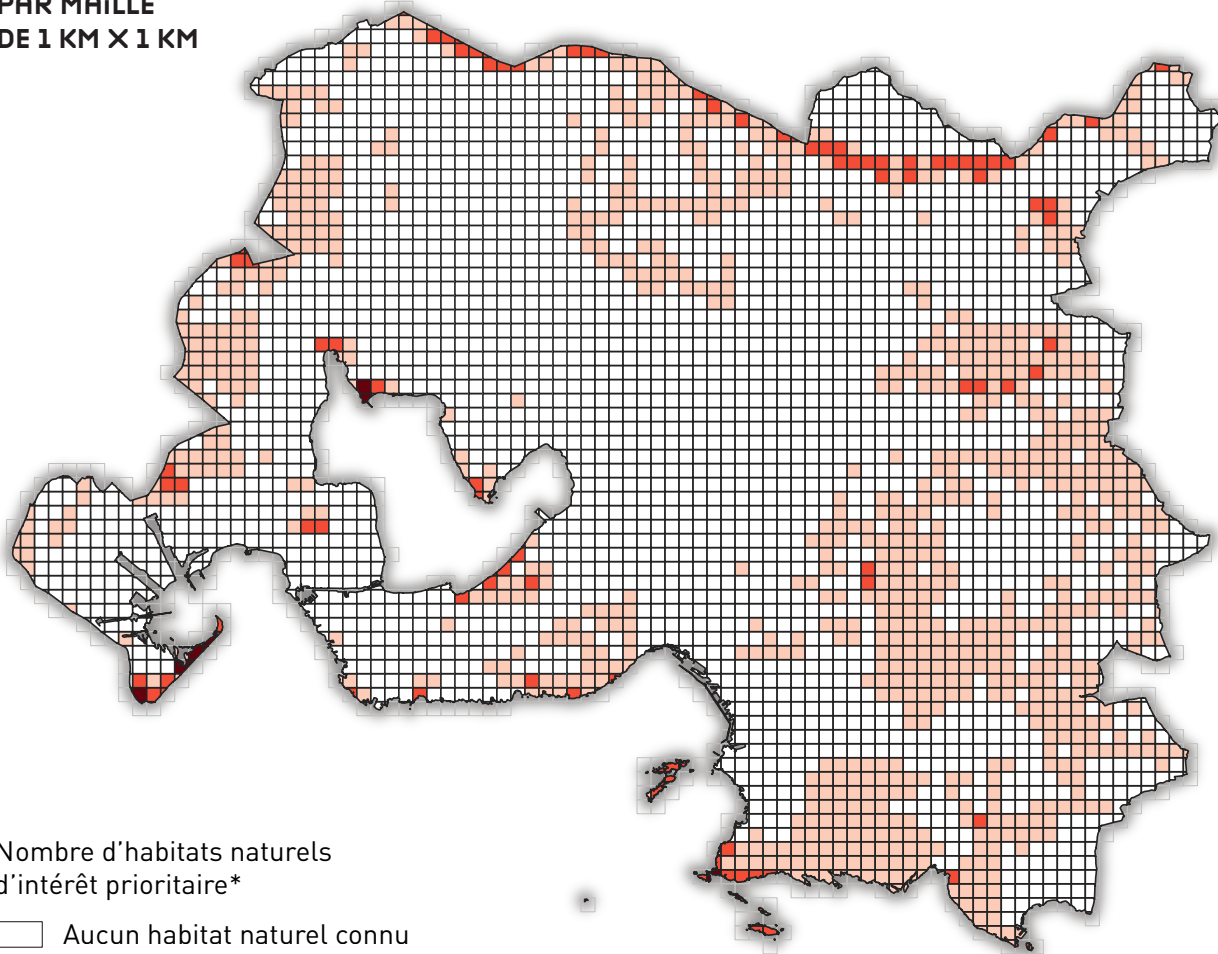 PAR MAILLE
DE 1 KM X 1 KM
Nombre d'habitats naturels
d'intérêt prioritaire*
Aucun habitat naturel connu